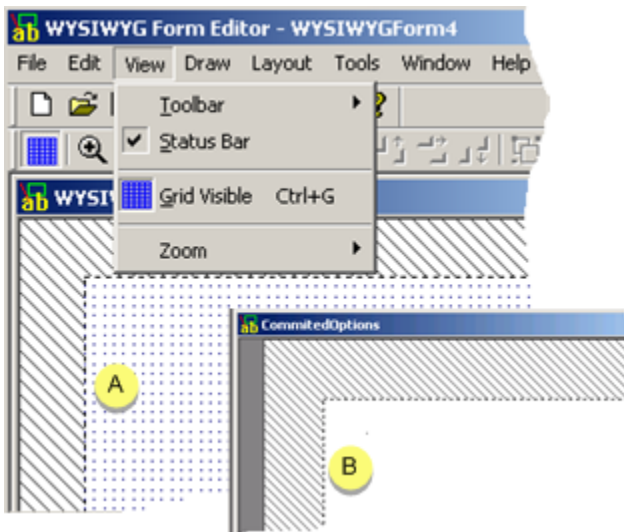 WYSIWYG Form Editor - WYSIWYGForm4
File Edit View Draw Layout Tools Window Help
Toolbar
Status Bar
WYSI
Grid Visible Ctrl+G
Zoom
CommitedOptions
A
B